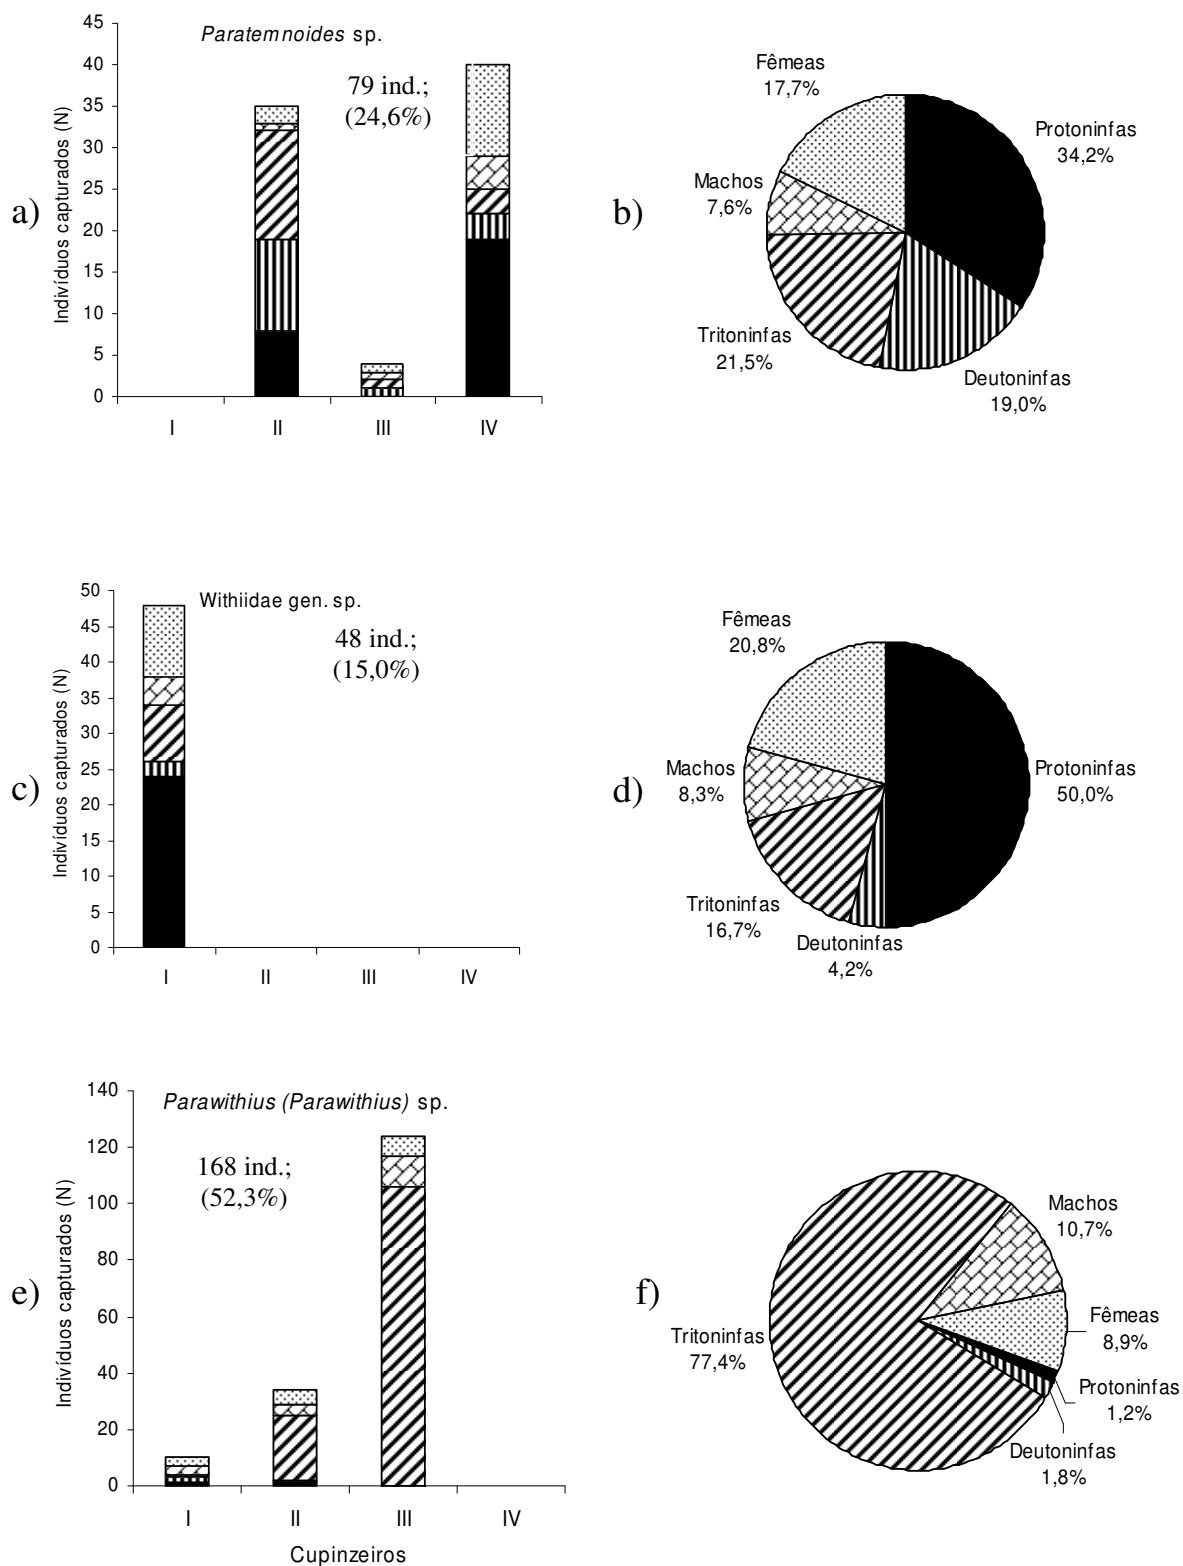 45
40
35
30
25
20
15
10
5
0
Indivíduos capturados (N)
Paratemnoides sp.
79 ind.;
(24,6%)
a)
I II III IV
b)
Fêmeas
17,7%
Protoninfas
34,2%
Machos
7,6%
Tritoninfas
21,5%
Deutoninfas
19,0%
50
45
40
35
30
25
20
15
10
5
0
Indivíduos capturados (N)
Withiidae gen. sp.
48 ind.;
(15,0%)
c)
I II III IV
d)
Fêmeas
20,8%
Machos
8,3%
Protoninfas
50,0%
Tritoninfas
16,7%
Deutoninfas
4,2%
140
120
100
80
60
40
20
0
Indivíduos capturados (N)
Parawithius (Parawithius) sp.
168 ind.;
(52,3%)
e)
I II III IV
Cupinzeiros
f)
Machos
10,7%
Fêmeas
8,9%
Tritoninfas
77,4%
Protoninfas
1,2%
Deutoninfas
1,8%